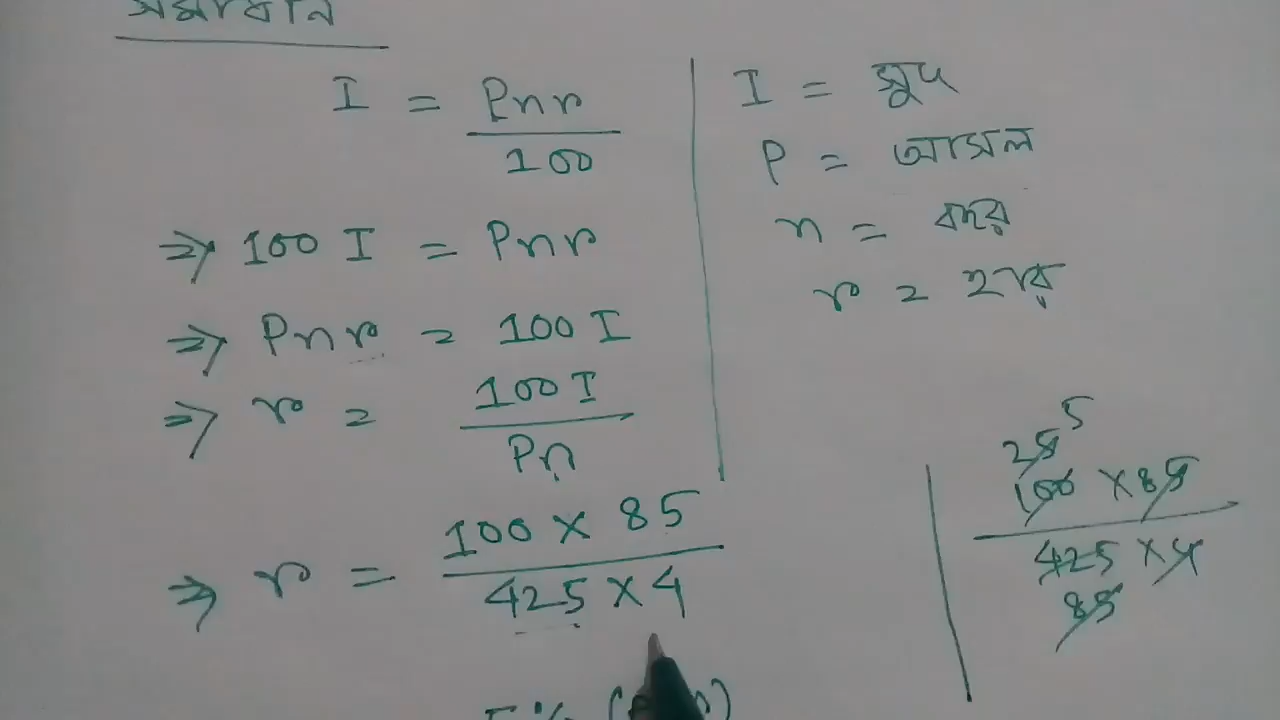 সমাধান
I = Pnr
100
⇒ 100 I = Pnr
⇒ Pnr = 100 I
⇒ r = 100 I
Pn
⇒ r = 100 × 85
425 × 4
5%
I = সুদ
P = আসল
n = বছর
r = হার
25 5
100 × 85
425 × 4
85